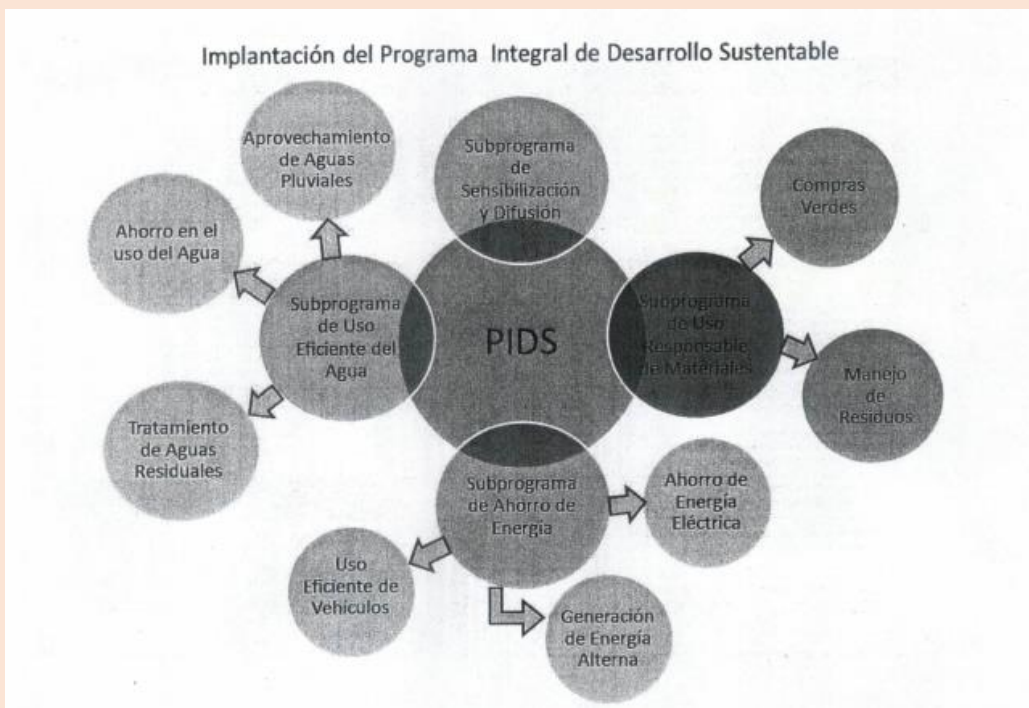 Implantación del Programa Integral de Desarrollo Sustentable
Aprovechamiento
de Aguas
Pluviales
Subprograma
de
Sensibilización
y Difusión
Compras
Verdes
Ahorro en el
uso del Agua
Subprograma
de Uso
Eficiente del
Agua
PIDS
Subprograma
de Uso
Responsable
de Materiales
Manejo
de
Residuos
Tratamiento
de Aguas
Residuales
Subprograma
de Ahorro de
Energía
Ahorro de
Energía
Eléctrica
Uso
Eficiente de
Vehículos
Generación
de Energía
Alterna